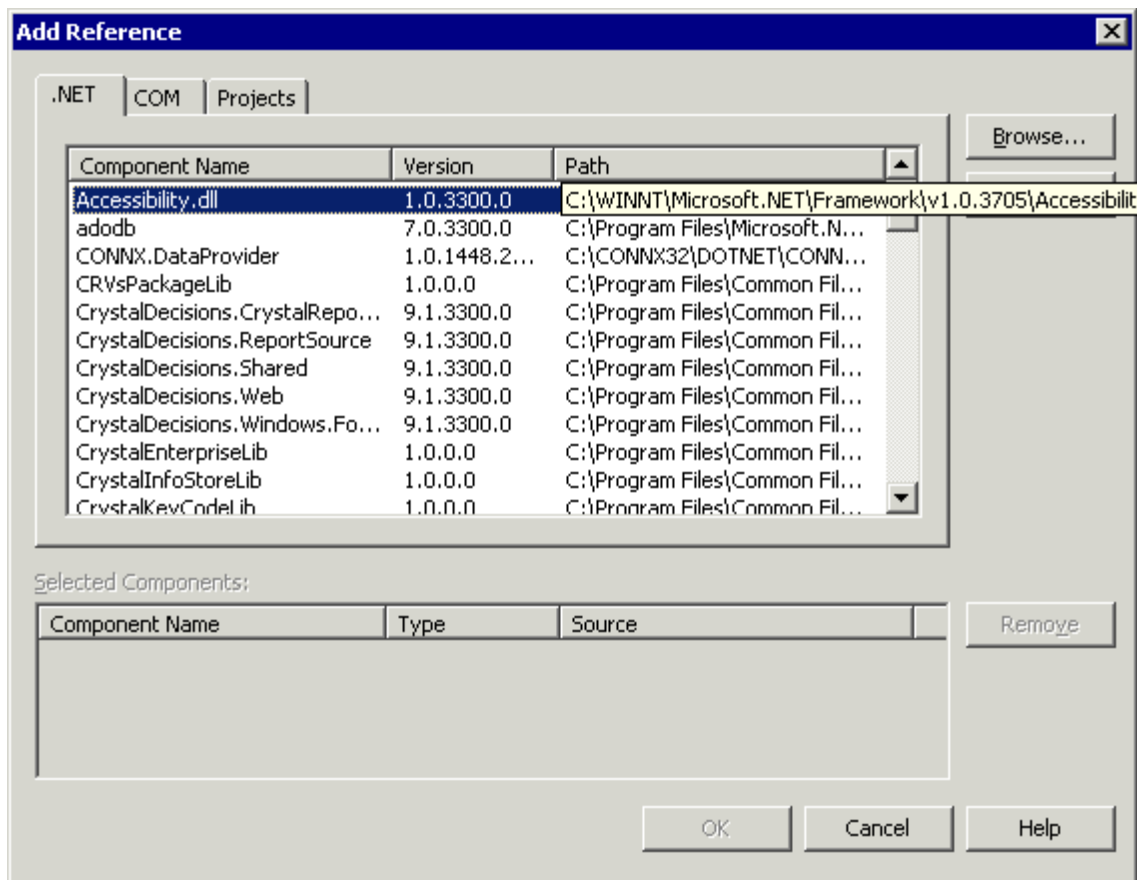 Add Reference
.NET COM Projects
Browse...
Component Name Version Path
Accessibility.dll 1.0.3300.0 C:\WINNT\Microsoft.NET\Framework\v1.0.3705\Accessibilit
adodb 7.0.3300.0 C:\Program Files\Microsoft.N...
CONNX.DataProvider 1.0.1448.2... C:\CONNX32\DOTNET\CONN...
CRVsPackageLib 1.0.0.0 C:\Program Files\Common Fil...
CrystalDecisions.CrystalRepo... 9.1.3300.0 C:\Program Files\Common Fil...
CrystalDecisions.ReportSource 9.1.3300.0 C:\Program Files\Common Fil...
CrystalDecisions.Shared 9.1.3300.0 C:\Program Files\Common Fil...
CrystalDecisions.Web 9.1.3300.0 C:\Program Files\Common Fil...
CrystalDecisions.Windows.Fo... 9.1.3300.0 C:\Program Files\Common Fil...
CrystalEnterpriseLib 1.0.0.0 C:\Program Files\Common Fil...
CrystalInfoStoreLib 1.0.0.0 C:\Program Files\Common Fil...
CrystalKeyCodeLib 1.0.0.0 C:\Program Files\Common Fil...
Selected Components:
Component Name Type Source
Remove
OK Cancel Help